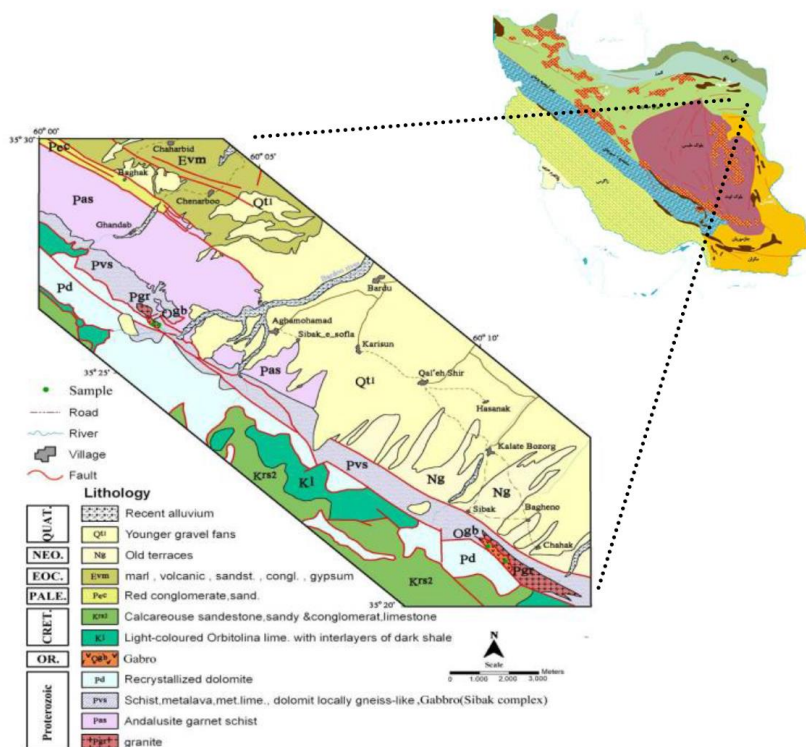 60° 00'
35° 30'
60° 05'
Chaharbid
Evm
Pec
Baghak
Chenarboo
Qt1
Pas
Ghandab
Pvs
Pd
Pgr
Ogb
Bardu
Aghamohamad
Sibak_e_sofla
Karisun
60° 10'
Pas
Qt1
Qal'eh Shir
Hasanak
35° 25'
Kalate Bozorg
Krs2
Kl
Pvs
Ng
Ng
Sibak
Bagheno
Ogb
Chahak
Pd
Pgr
Krs2
35° 20'
Sample
Road
River
Village
Fault
Lithology
QUAT.
Recent alluvium
Qt1
Younger gravel fans
NEO.
Ng
Old terraces
EOC.
Evm
marl , volcanic , sandst. , congl. , gypsum
PALE.
Pec
Red conglomerate,sand.
CRET.
Krs2
Calcareouse sandestone,sandy &conglomerat,limestone
Kl
Light-coloured Orbitolina lime. with interlayers of dark shale
OR.
Ogb
Gabro
Proterozoic
Pd
Recrystallized dolomite
Pvs
Schist,metalava,met.lime., dolomit locally gneiss-like ,Gabbro(Sibak complex)
Pas
Andalusite garnet schist
Pgr
granite
N
Scale
0
1,000
2,000
3,000
Meters